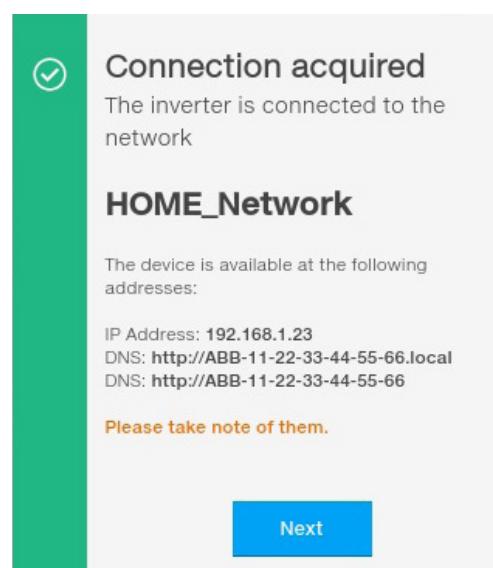 Connection acquired
The inverter is connected to the
network
HOME_Network
The device is available at the following
addresses:
IP Address: 192.168.1.23
DNS: http://ABB-11-22-33-44-55-66.local
DNS: http://ABB-11-22-33-44-55-66
Please take note of them.
Next